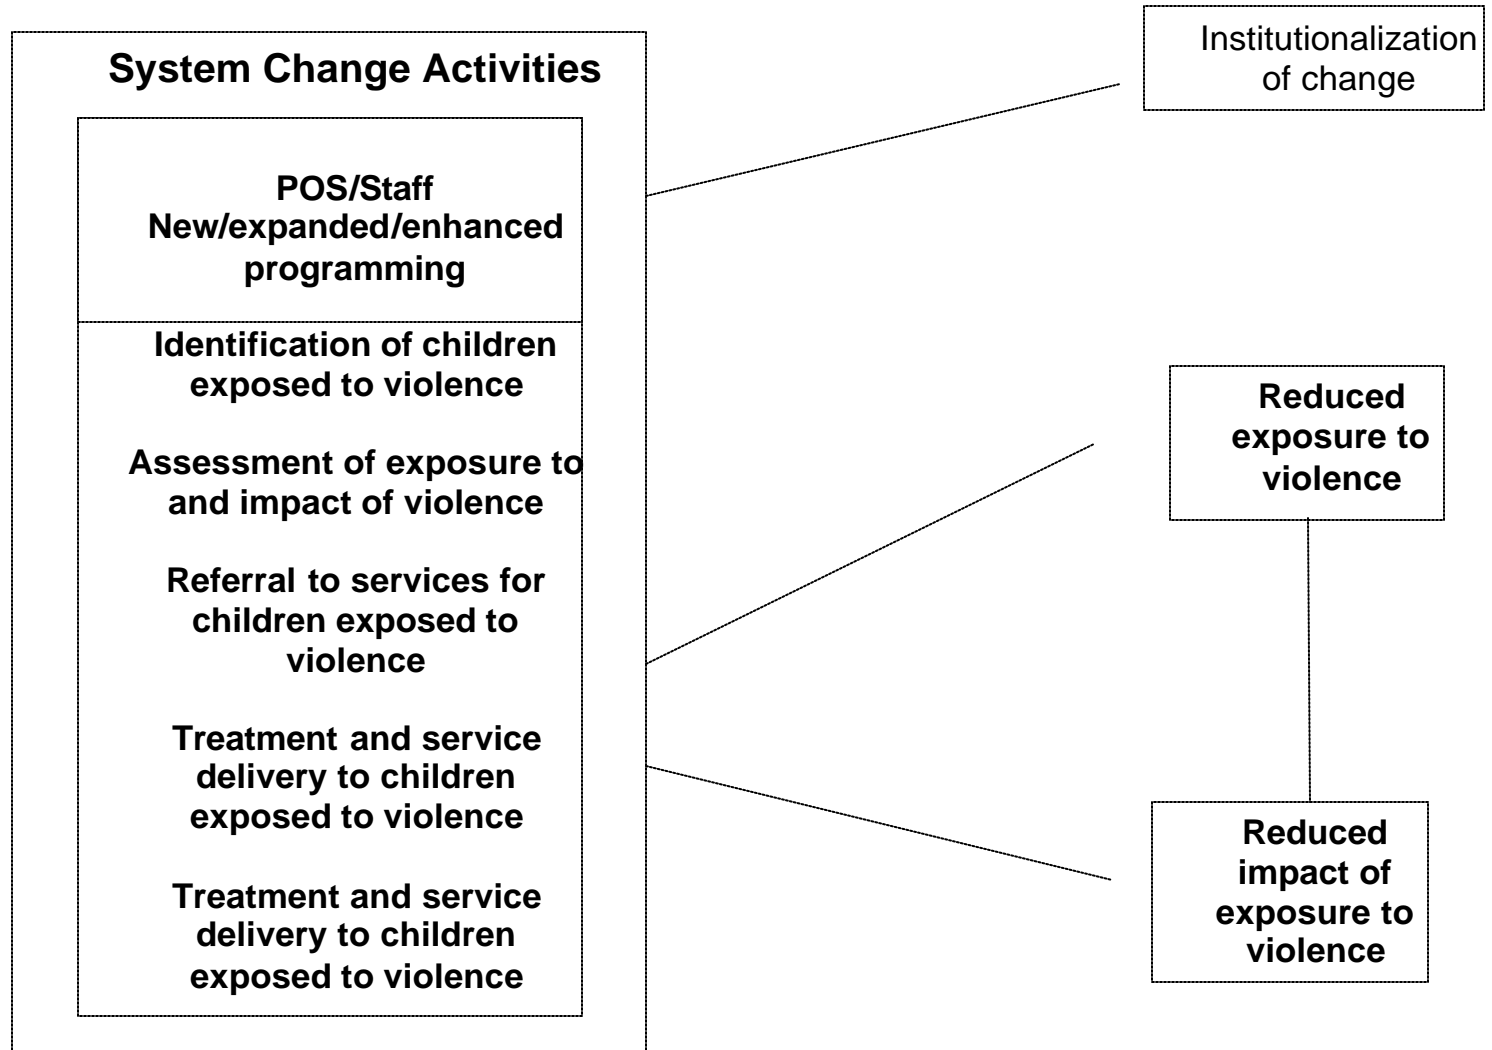 System Change Activities
POS/Staff
New/expanded/enhanced
programming
Identification of children
exposed to violence
Assessment of exposure to
and impact of violence
Referral to services for
children exposed to
violence
Treatment and service
delivery to children
exposed to violence
Treatment and service
delivery to children
exposed to violence
Institutionalization
of change
Reduced
exposure to
violence
Reduced
impact of
exposure to
violence